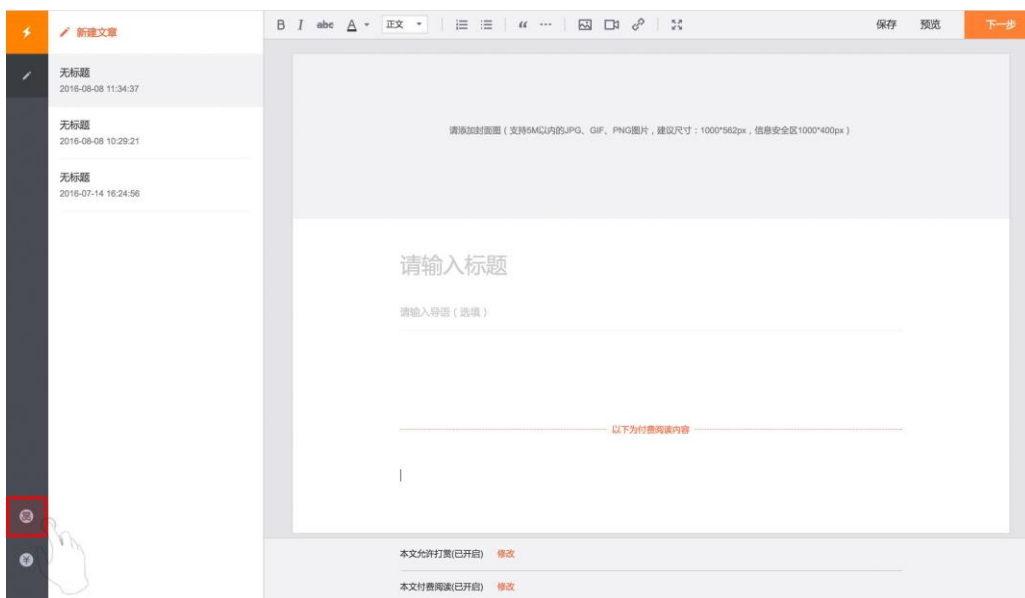 新建文章
B I abc A 正文 “ ··· 保存 预览 下一步
无标题
2016-08-08 11:34:37
无标题
2016-08-08 10:29:21
无标题
2016-07-14 16:24:56
请添加封面图（支持5M以内的JPG、GIF、PNG图片，建议尺寸：1000*562px，信息安全区1000*400px）
请输入标题
请输入导语（选填）
以下为付费阅读内容
赏
¥
本文允许打赏(已开启) 修改
本文付费阅读(已开启) 修改